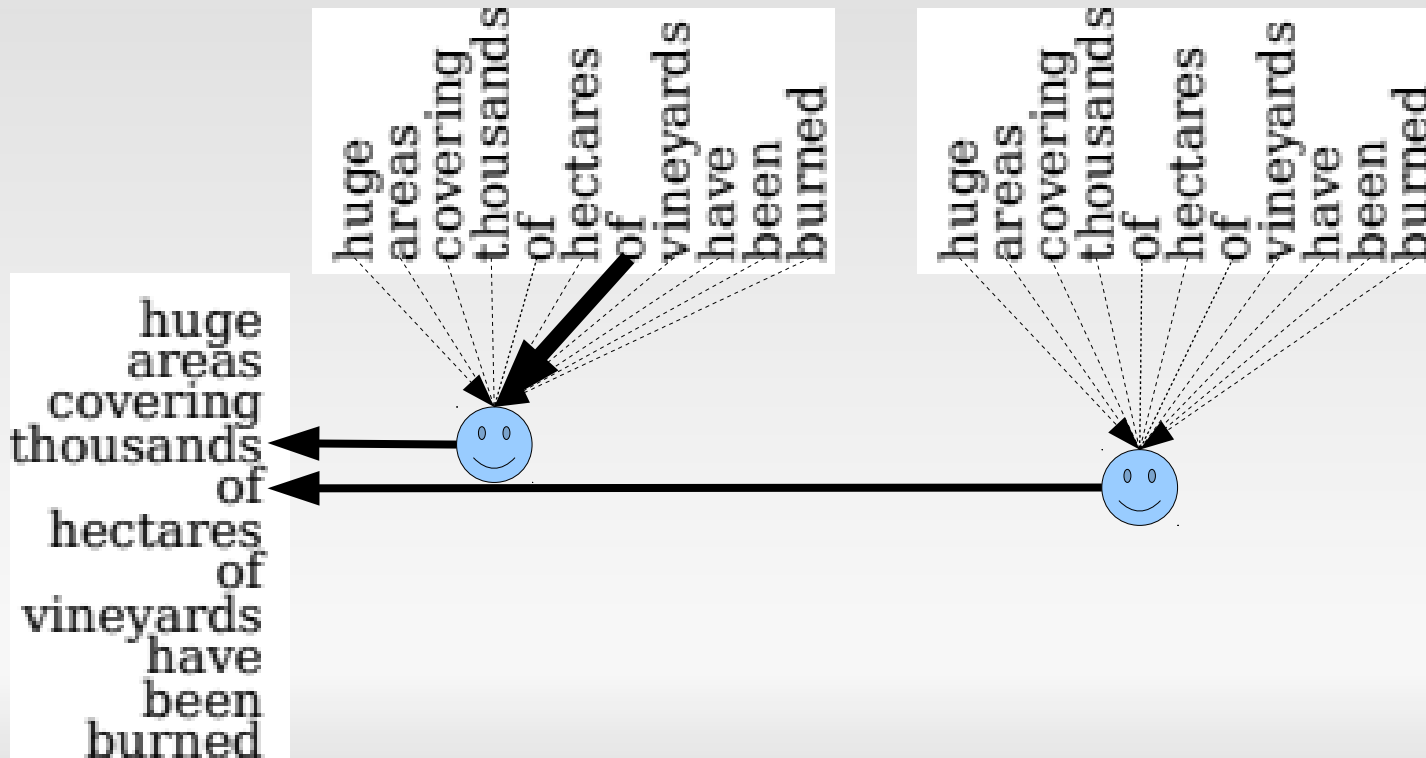 huge
areas
covering
thousands
of
hectares
of
vineyards
have
been
burned
huge
areas
covering
thousands
of
hectares
of
vineyards
have
been
burned
huge
areas
covering
thousands
of
hectares
of
vineyards
have
been
burned